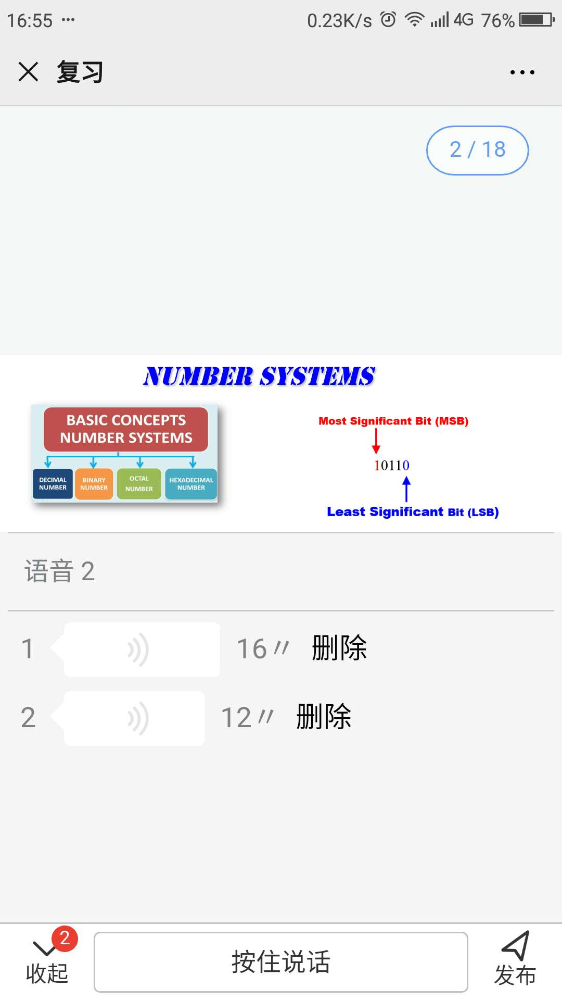 16:55 ••• 0.23K/s 4G 76%
复习
2 / 18
NUMBER SYSTEMS
BASIC CONCEPTS
NUMBER SYSTEMS
DECIMAL
NUMBER
BINARY
NUMBER
OCTAL
NUMBER
HEXADECIMAL
NUMBER
Most Significant Bit (MSB)
10110
Least Significant Bit (LSB)
语音 2
1 16〃 删除
2 12〃 删除
2
收起
按住说话
发布